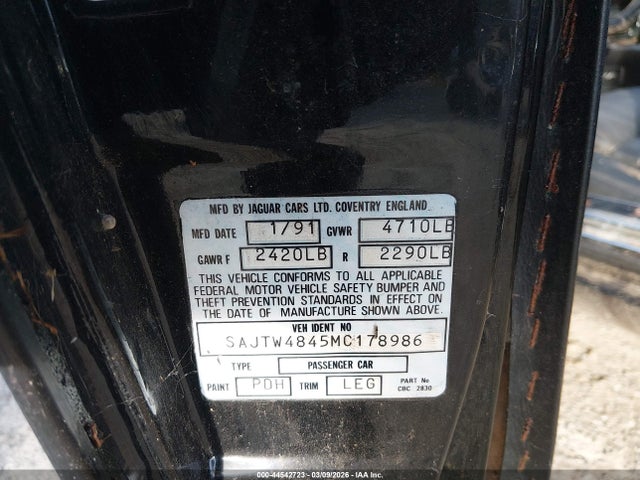 MFD BY JAGUAR CARS LTD. COVENTRY ENGLAND
MFD DATE 1/91 GVWR 4710LB
GAWR F 2420LB R 2290LB
THIS VEHICLE CONFORMS TO ALL APPLICABLE
FEDERAL MOTOR VEHICLE SAFETY BUMPER AND
THEFT PREVENTION STANDARDS IN EFFECT ON
THE DATE OF MANUFACTURE SHOWN ABOVE.
VEH IDENT NO
SAJTW4845MC178986
TYPE PASSENGER CAR
PAINT PDH TRIM LEG PART No
CBC 2830
000-44542723 - 03/09/2026 - IAA Inc.